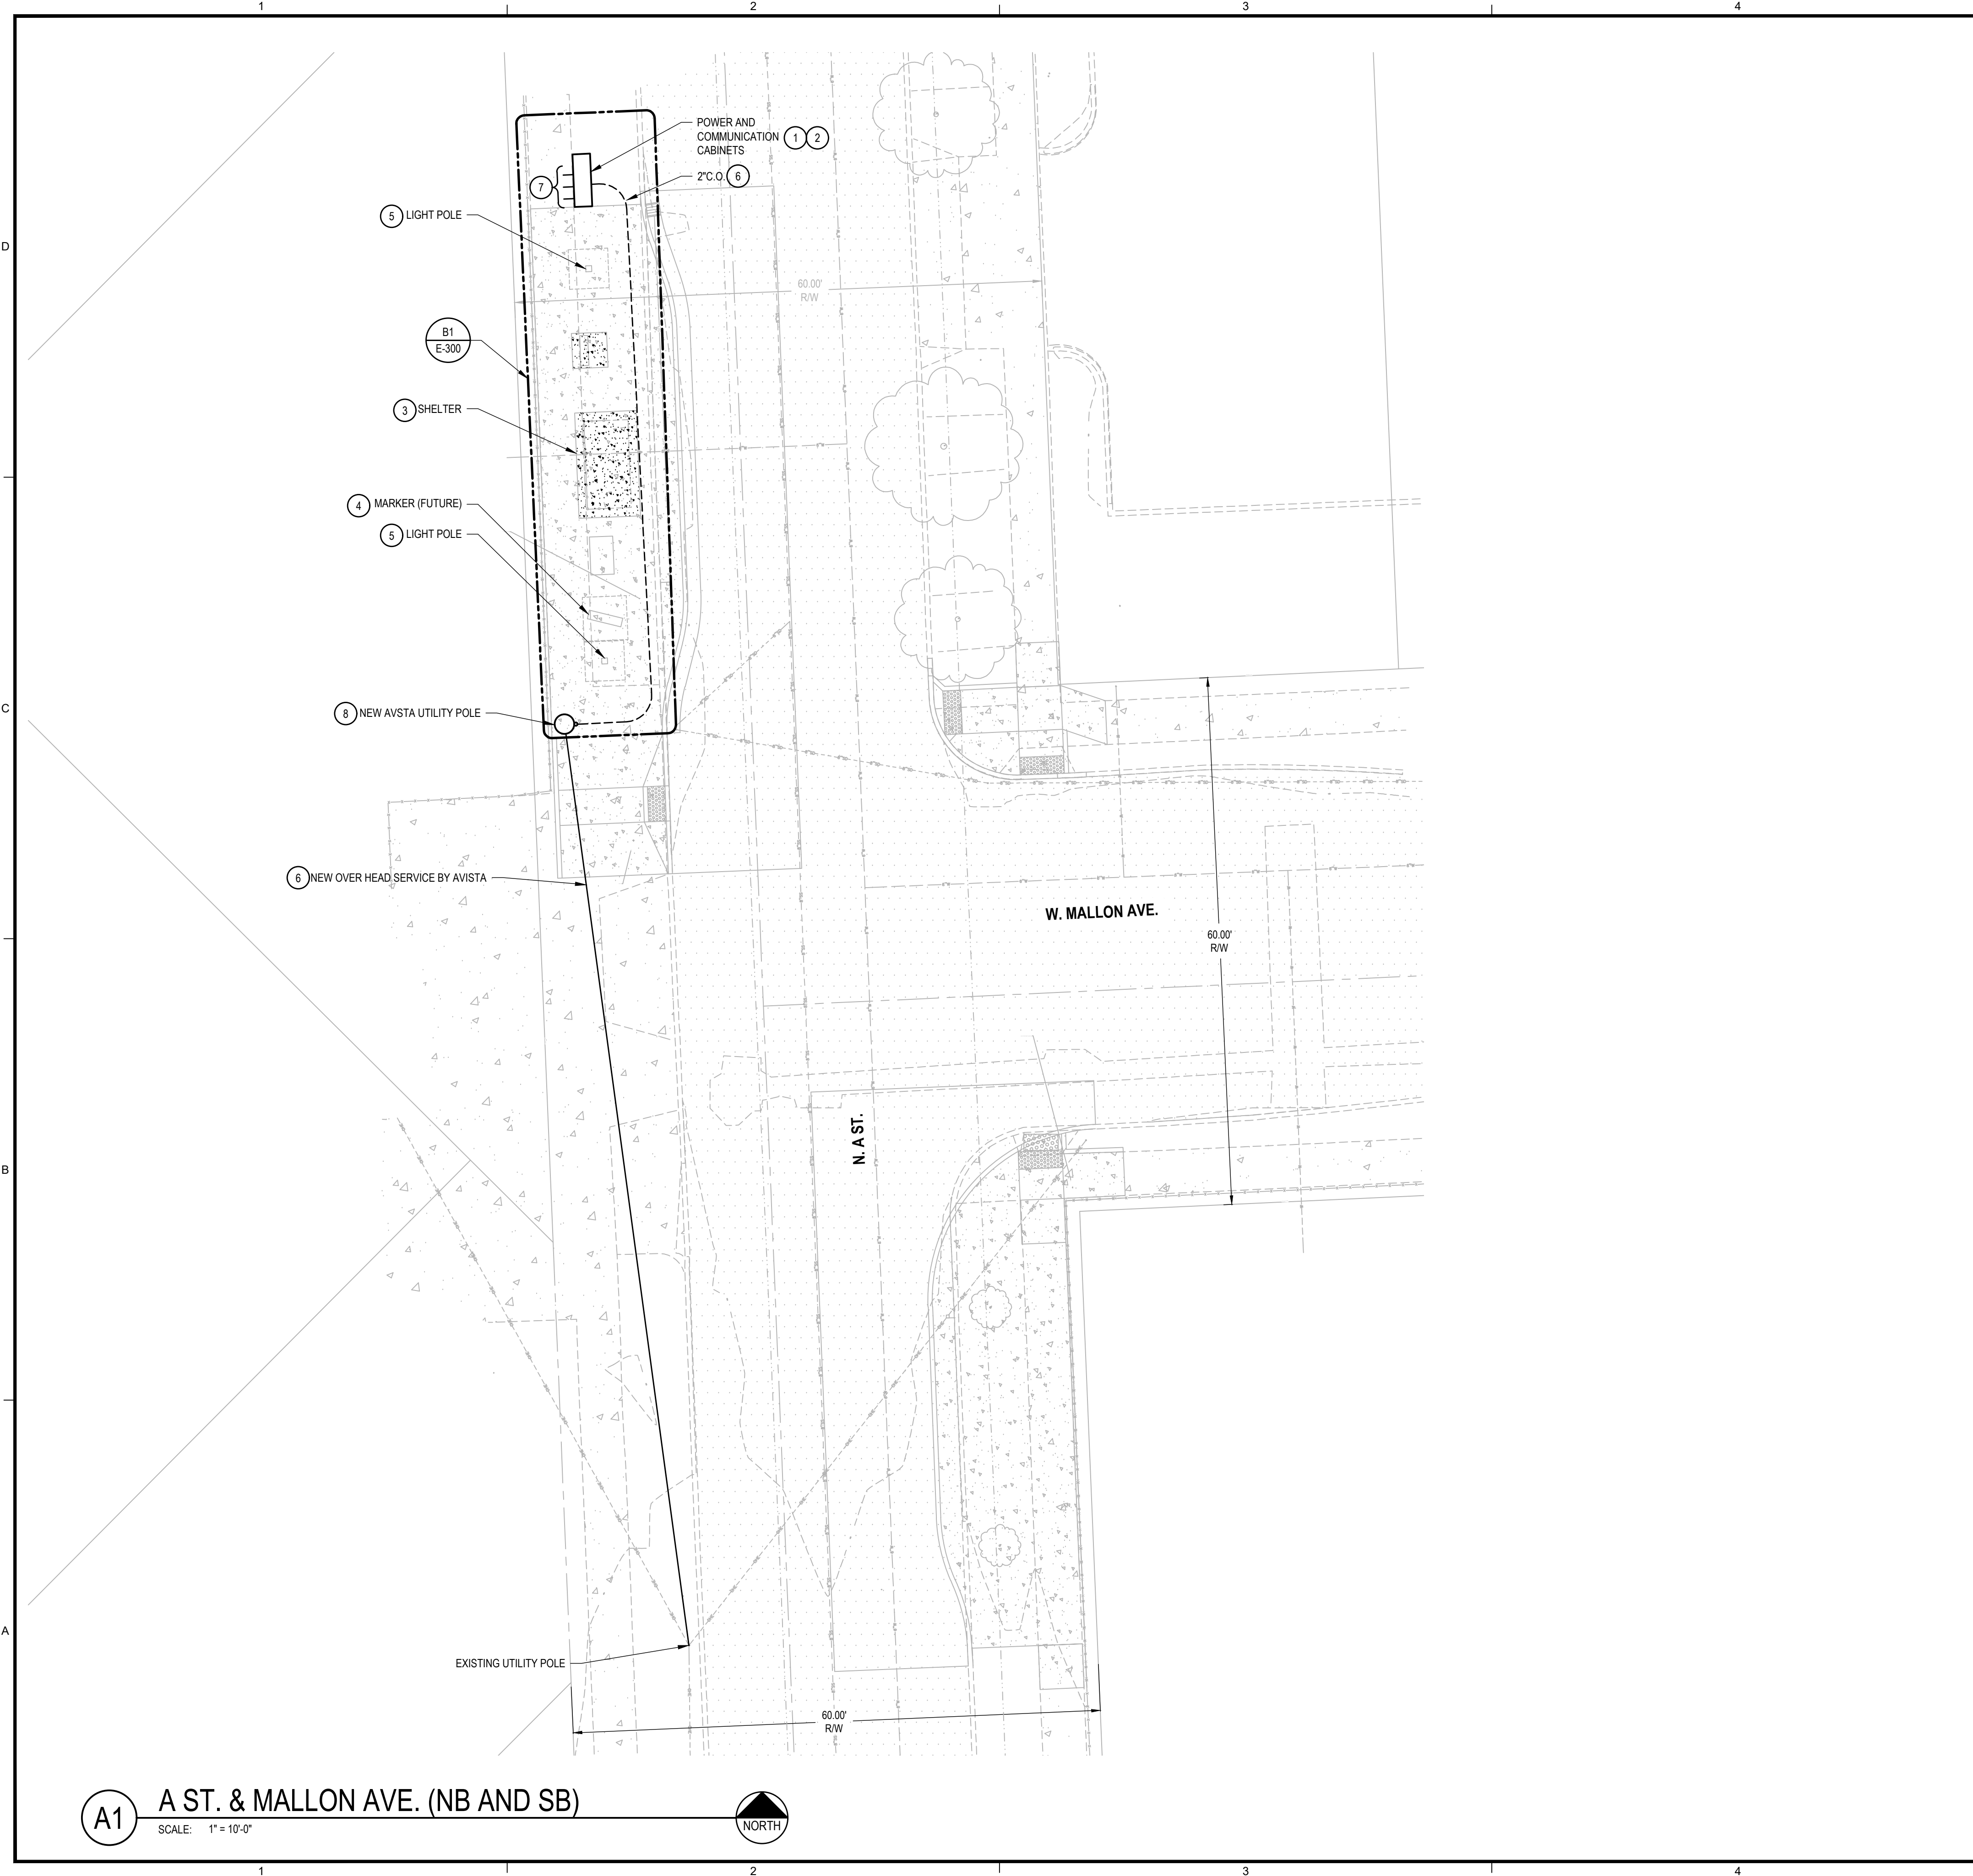 1 2 3 4
POWER AND
COMMUNICATION
CABINETS
1 2
2"C.O. 6
7
5 LIGHT POLE
D
60.00'
R/W
B1
E-300
3 SHELTER
4 MARKER (FUTURE)
5 LIGHT POLE
C
8 NEW AVSTA UTILITY POLE
6 NEW OVER HEAD SERVICE BY AVISTA
W. MALLON AVE.
60.00'
R/W
N. A ST.
B
A
EXISTING UTILITY POLE
60.00'
R/W
A1
A ST. & MALLON AVE. (NB AND SB)
SCALE: 1" = 10'-0"
NORTH
1 2 3 4